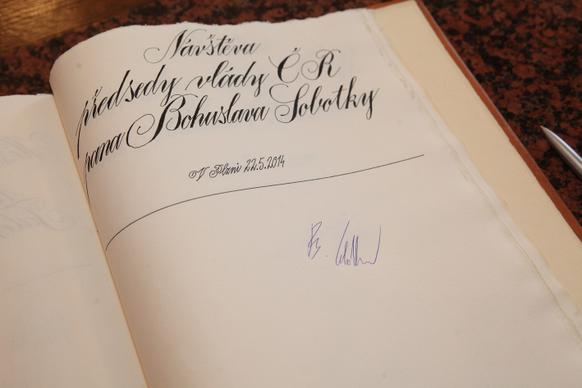 Návštěva
předsedy vlády ČR
pana Bohuslava Sobotky
V Plzni 22.5.2014
B.